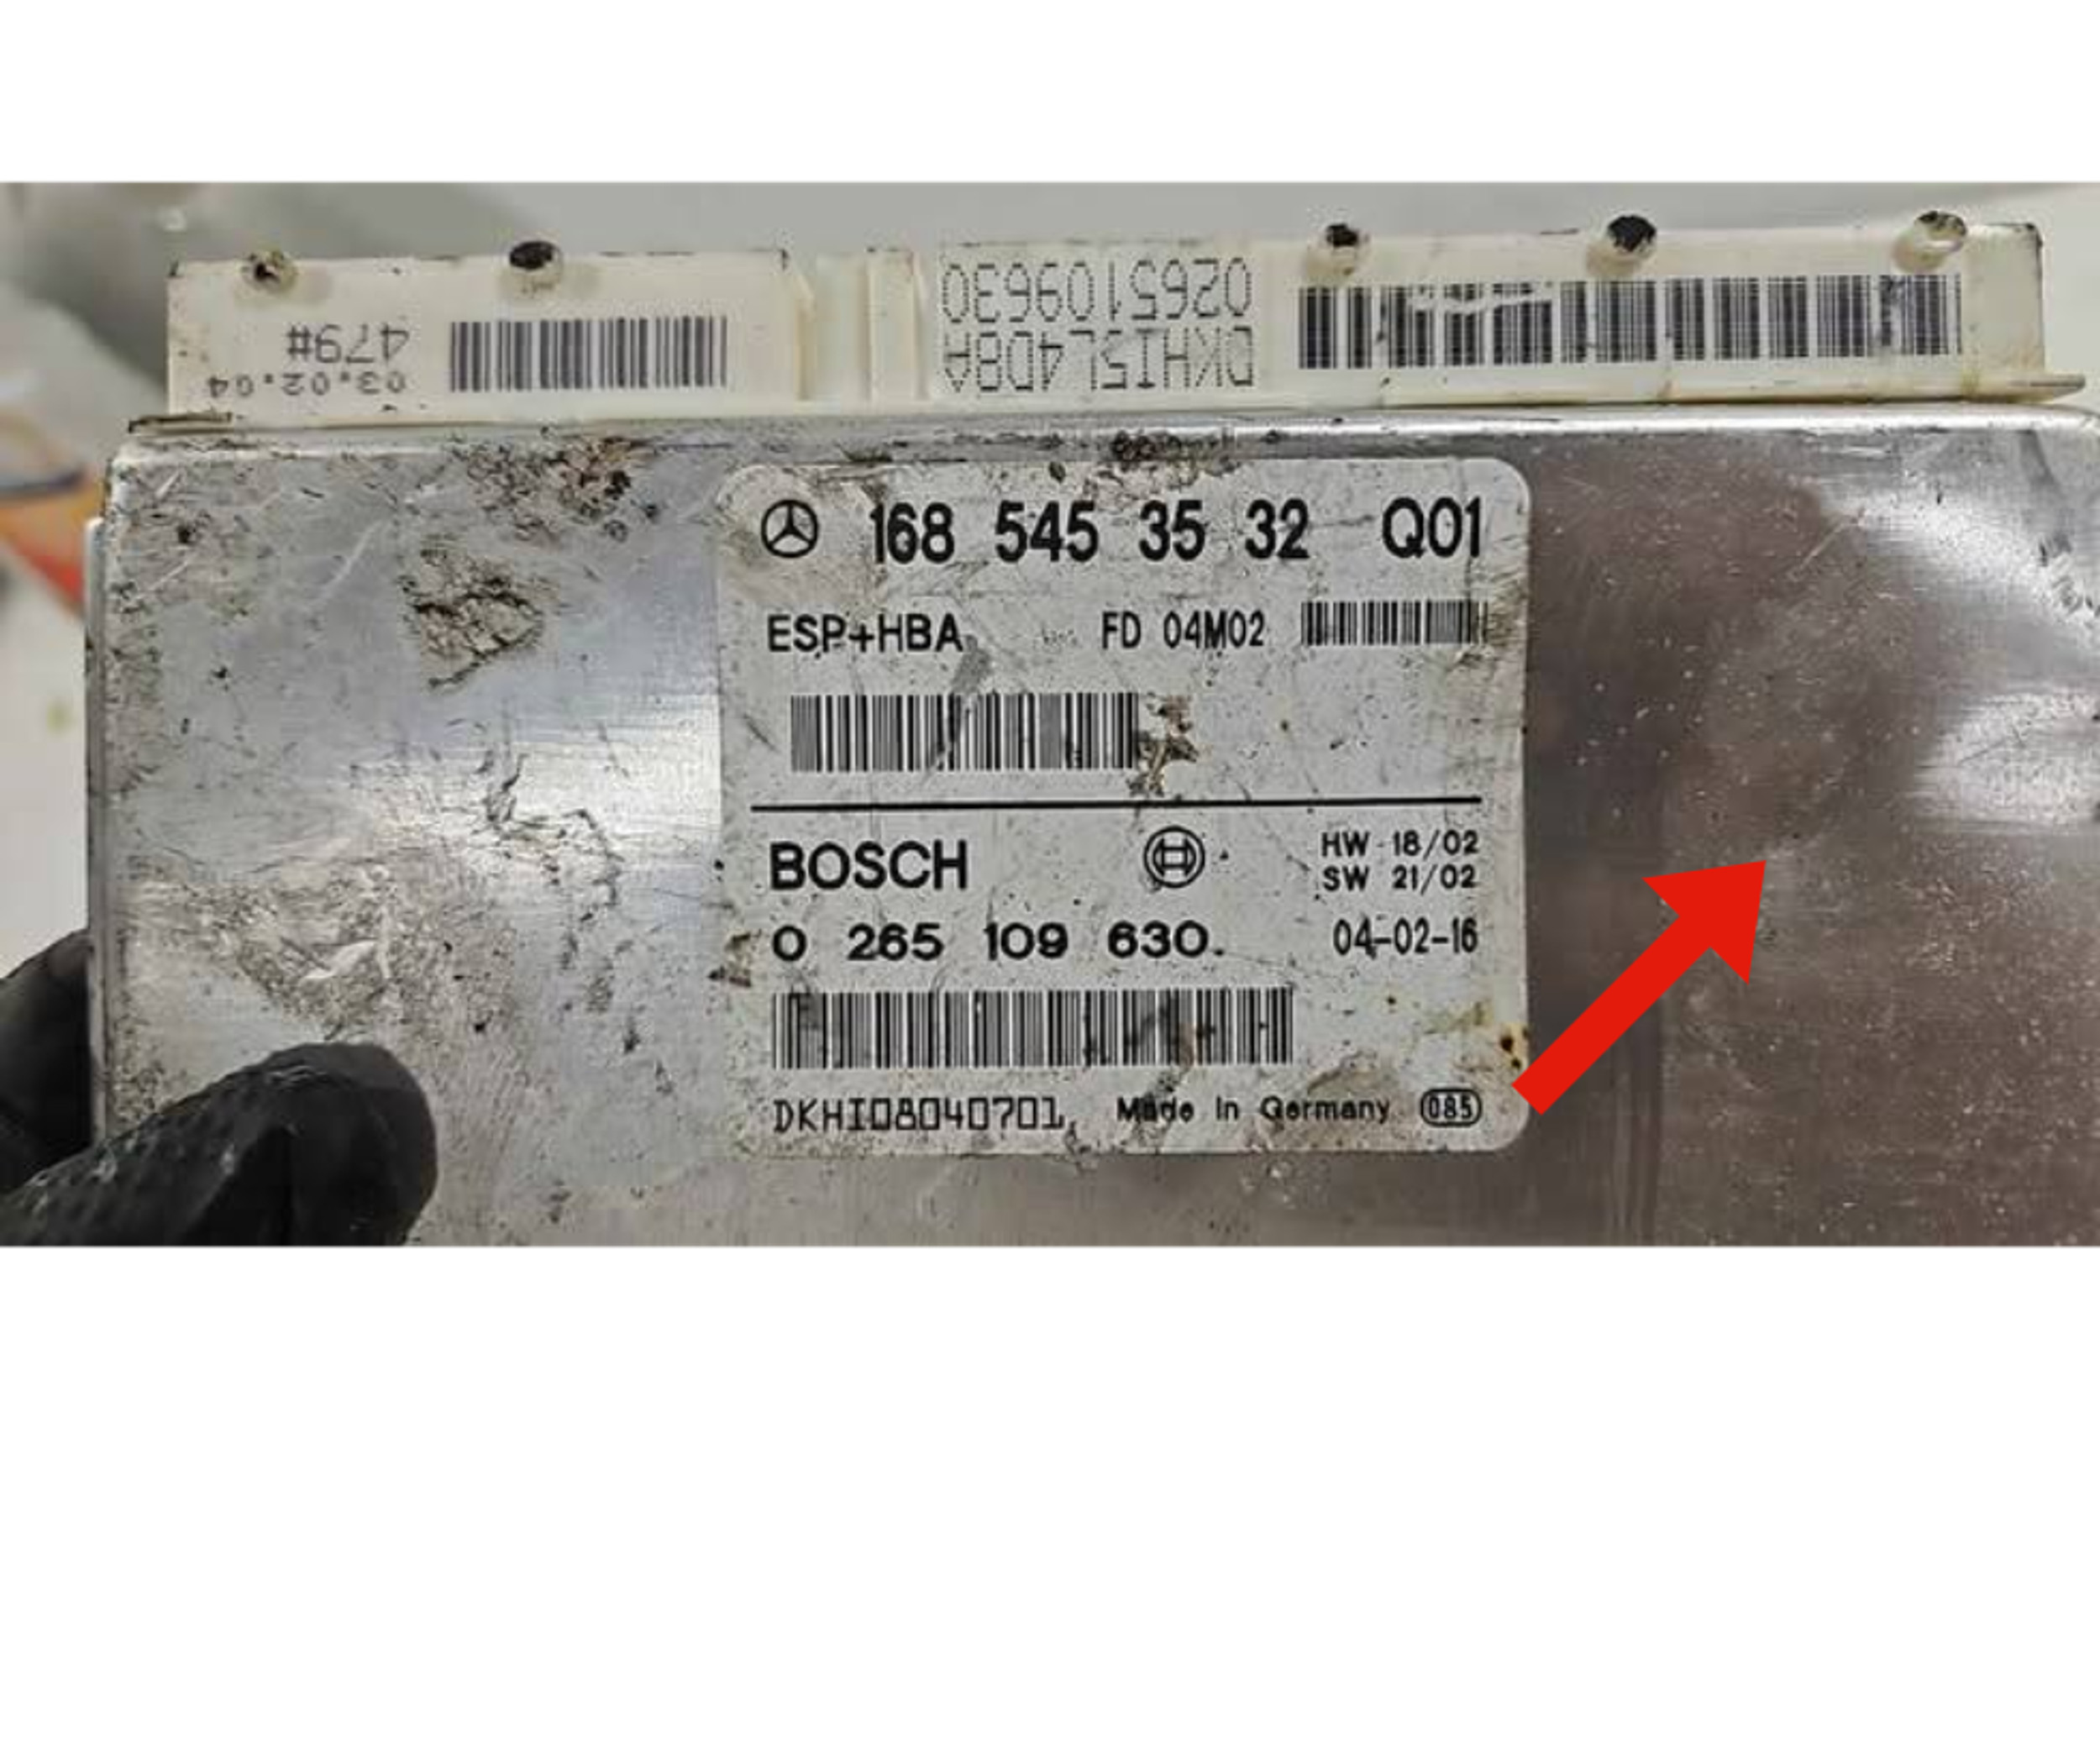 479#
03.02.04
0265109630
DKHI5L4D8A
168 545 35 32 Q01
ESP+HBA FD 04M02
BOSCH HW 18/02
SW 21/02
0 265 109 630. 04-02-16
DKHI08040701 Made in Germany 085